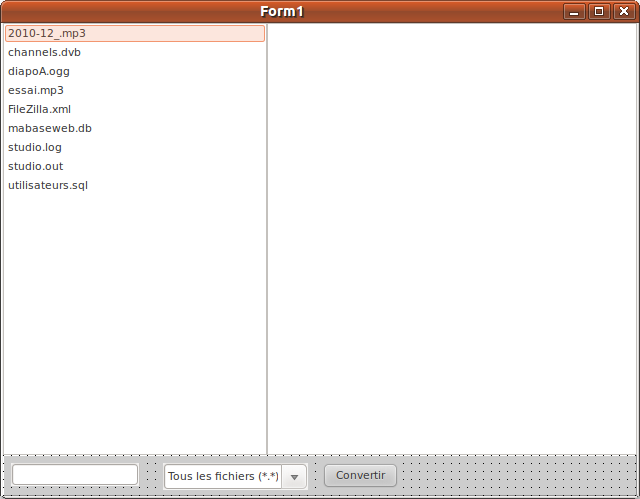 Form1
2010-12_.mp3
channels.dvb
diapoA.ogg
essai.mp3
FileZilla.xml
mabaseweb.db
studio.log
studio.out
utilisateurs.sql
Tous les fichiers (*.*)
Convertir